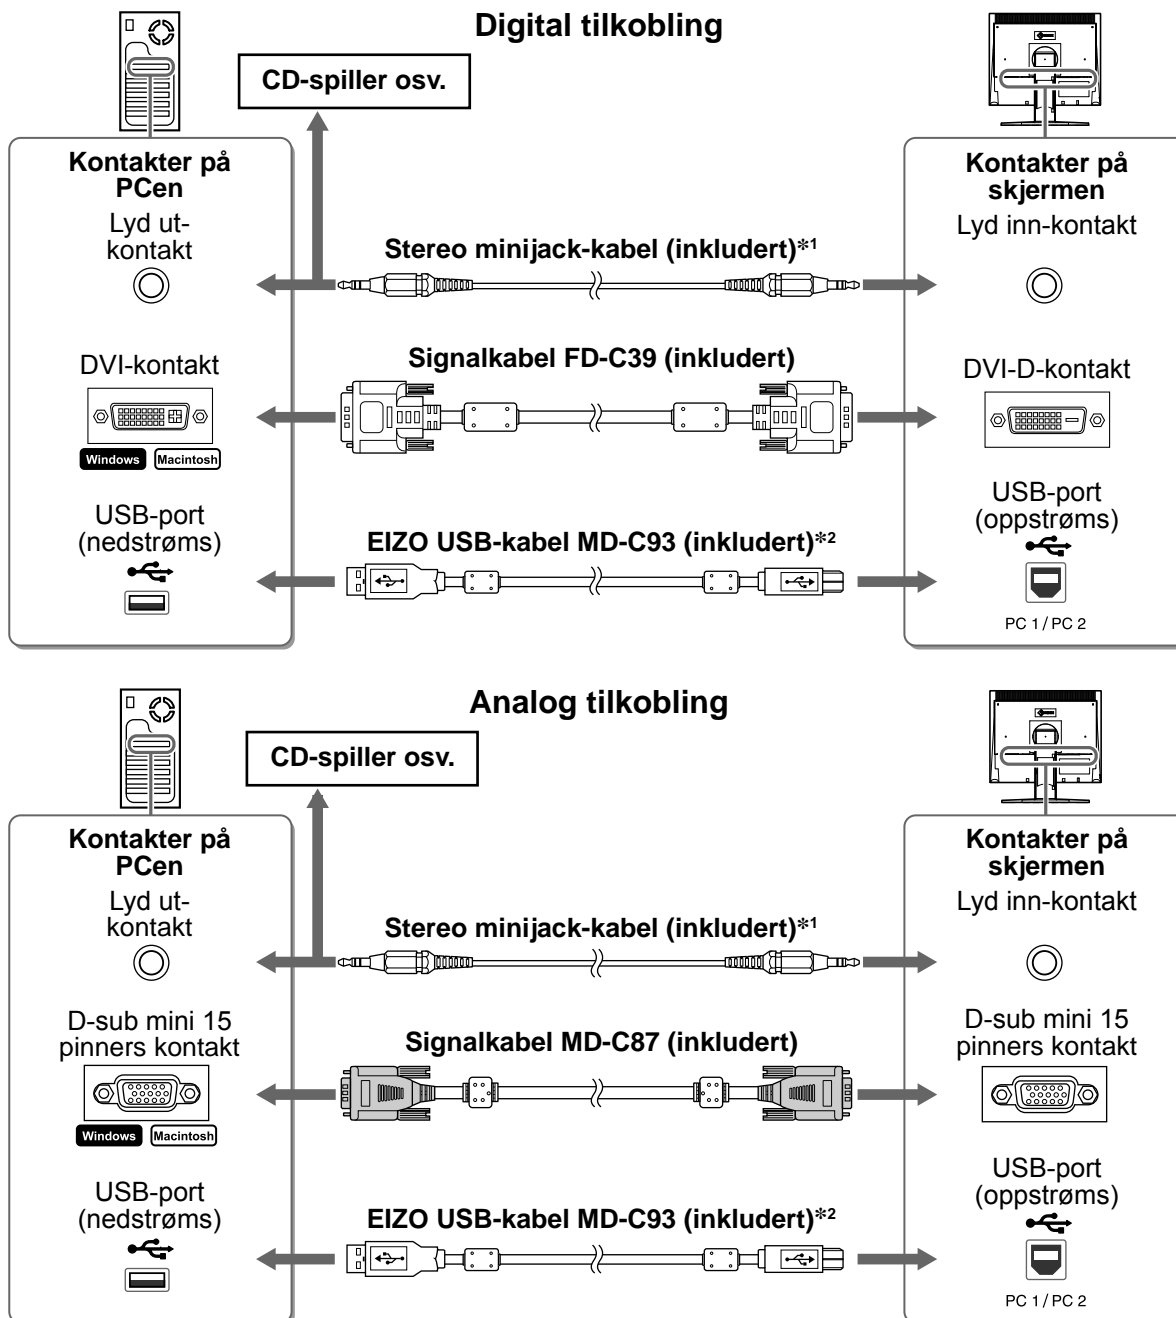 Digital tilkobling
CD-spiller osv.
Kontakter på
PCen
Lyd ut-
kontakt
Kontakter på
skjermen
Lyd inn-kontakt
Stereo minijack-kabel (inkludert)*1
DVI-kontakt
Windows Macintosh
Signalkabel FD-C39 (inkludert)
DVI-D-kontakt
USB-port
(nedstrøms)
EIZO USB-kabel MD-C93 (inkludert)*2
USB-port
(oppstrøms)
PC 1 / PC 2
Analog tilkobling
CD-spiller osv.
Kontakter på
PCen
Lyd ut-
kontakt
Kontakter på
skjermen
Lyd inn-kontakt
Stereo minijack-kabel (inkludert)*1
D-sub mini 15
pinners kontakt
Windows Macintosh
Signalkabel MD-C87 (inkludert)
D-sub mini 15
pinners kontakt
USB-port
(nedstrøms)
EIZO USB-kabel MD-C93 (inkludert)*2
USB-port
(oppstrøms)
PC 1 / PC 2